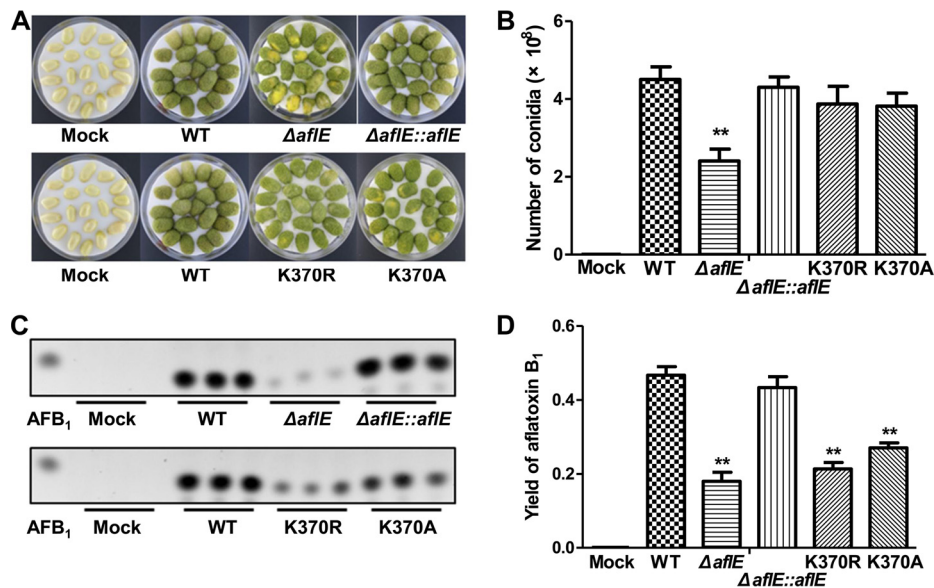 A
Mock WT ΔaflE ΔaflE::aflE
Mock WT K370R K370A
B
Number of conidia (× 10⁸)
6
4
2
0
**
Mock WT ΔaflE ΔaflE::aflE K370R K370A
C
AFB₁ Mock WT ΔaflE ΔaflE::aflE
AFB₁ Mock WT K370R K370A
D
Yield of aflatoxin B₁
0.6
0.4
0.2
0.0
** ** **
Mock WT ΔaflE ΔaflE::aflE K370R K370A